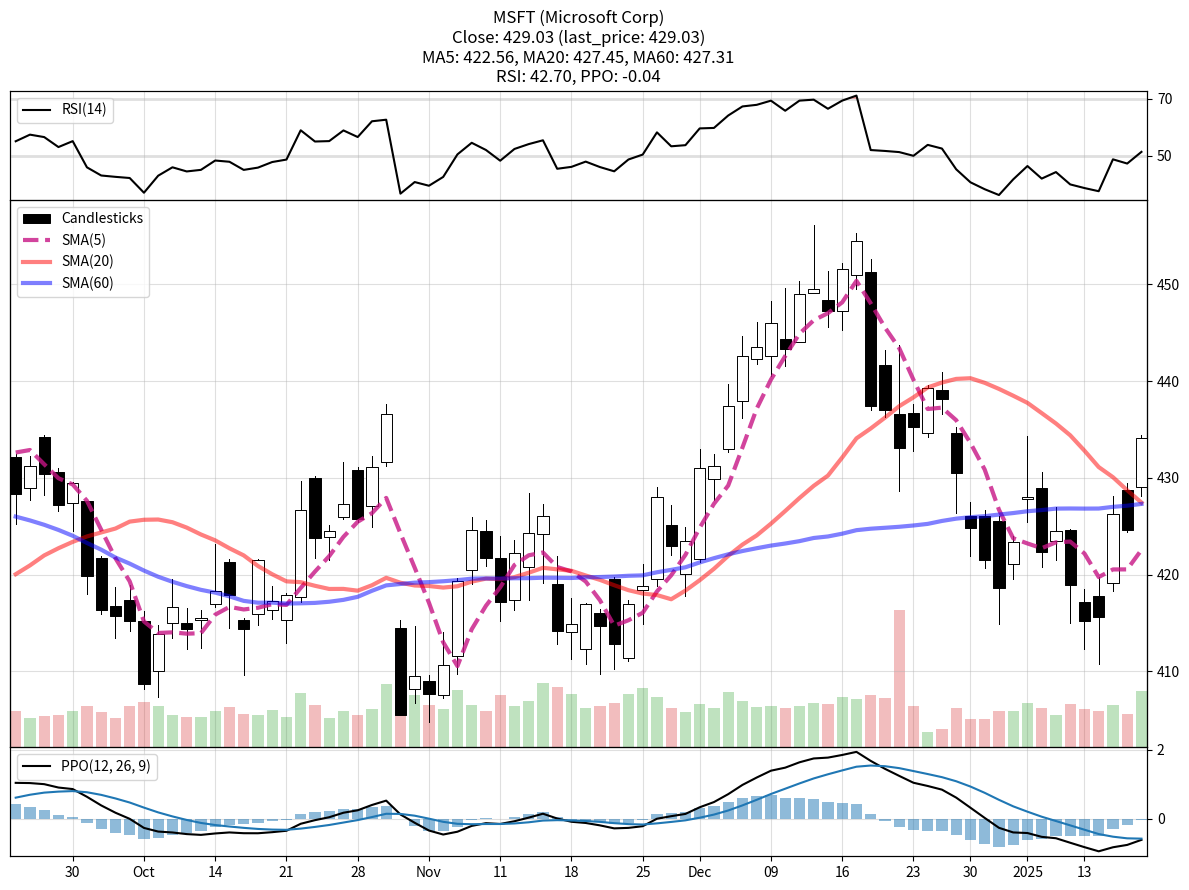 MSFT (Microsoft Corp)
Close: 429.03 (last_price: 429.03)
MA5: 422.56, MA20: 427.45, MA60: 427.31
RSI: 42.70, PPO: -0.04
RSI(14)
70
50
Candlesticks
SMA(5)
SMA(20)
SMA(60)
450
440
430
420
410
PPO(12, 26, 9)
2
0
30 Oct 14 21 28 Nov 11 18 25 Dec 09 16 23 30 2025 13